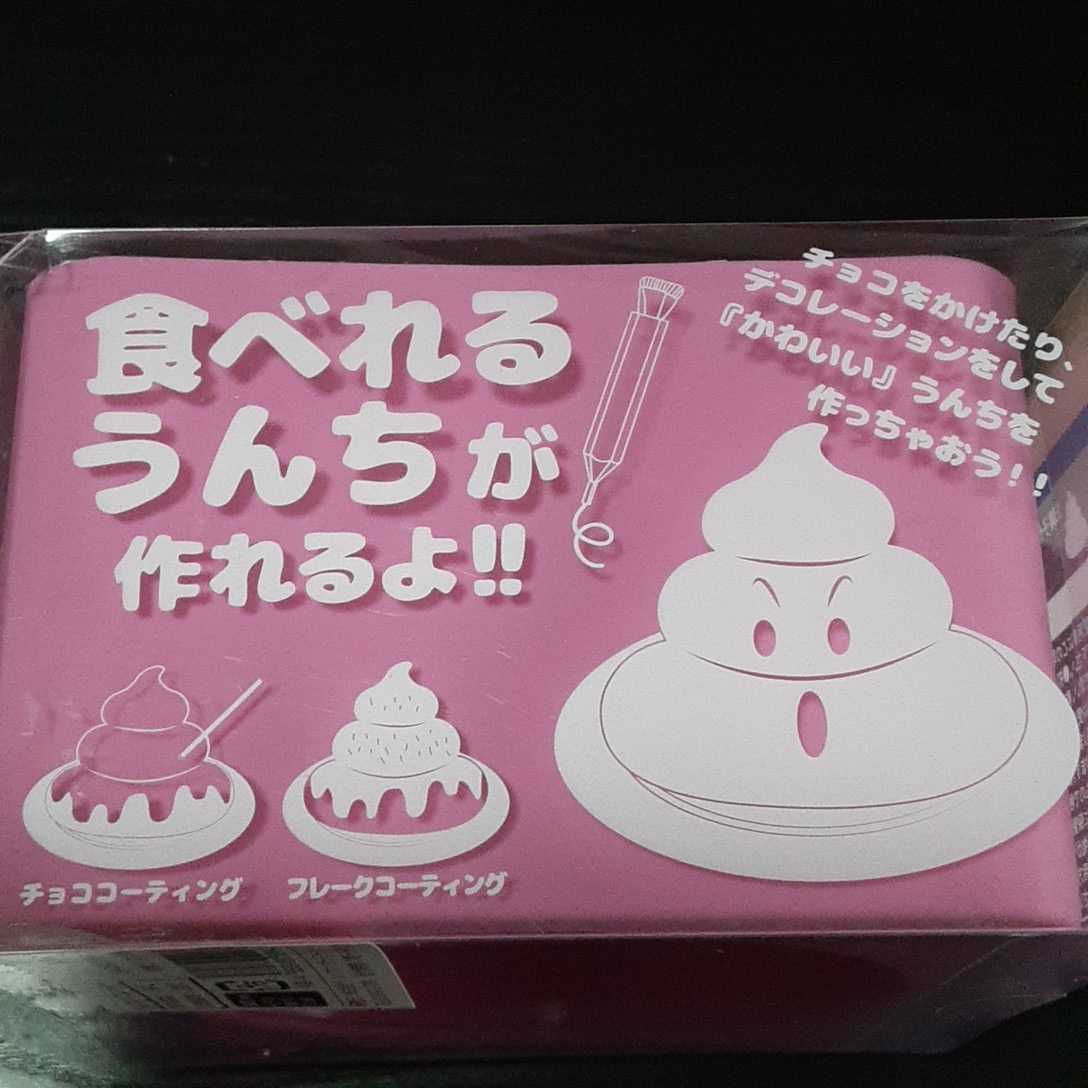 食べれる
うんちが
作れるよ!!
チョコをかけたり、
デコレーションをして
『かわいい』うんちを
作っちゃおう!!
チョココーティング
フレークコーティング